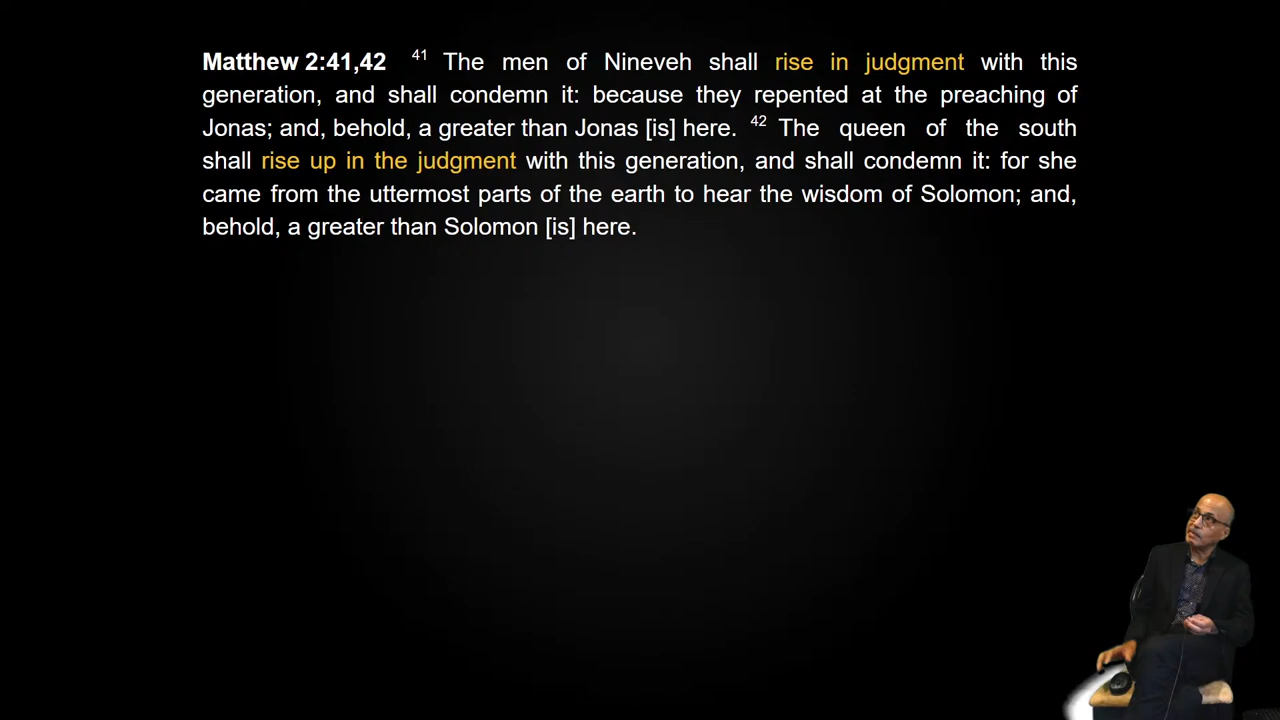 Matthew 2:41,42 41 The men of Nineveh shall rise in judgment with this
generation, and shall condemn it: because they repented at the preaching of
Jonas; and, behold, a greater than Jonas [is] here. 42 The queen of the south
shall rise up in the judgment with this generation, and shall condemn it: for she
came from the uttermost parts of the earth to hear the wisdom of Solomon; and,
behold, a greater than Solomon [is] here.